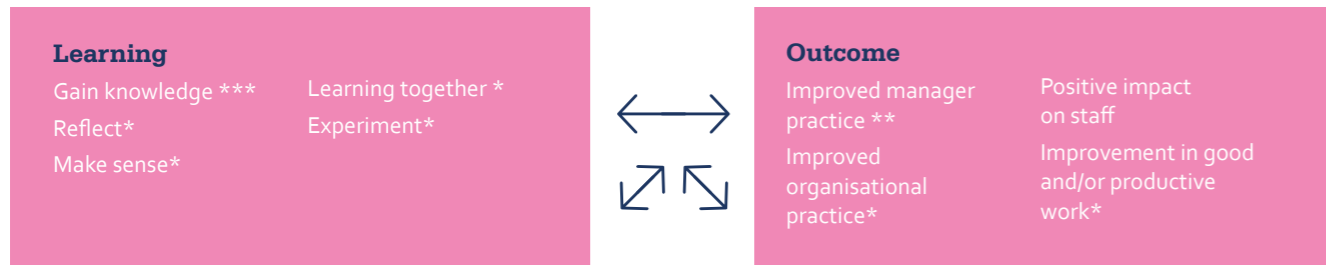 Learning
Gain knowledge ***
Reflect*
Make sense*
Learning together *
Experiment*
Outcome
Improved manager
practice **
Improved
organisational
practice*
Positive impact
on staff
Improvement in good
and/or productive
work*